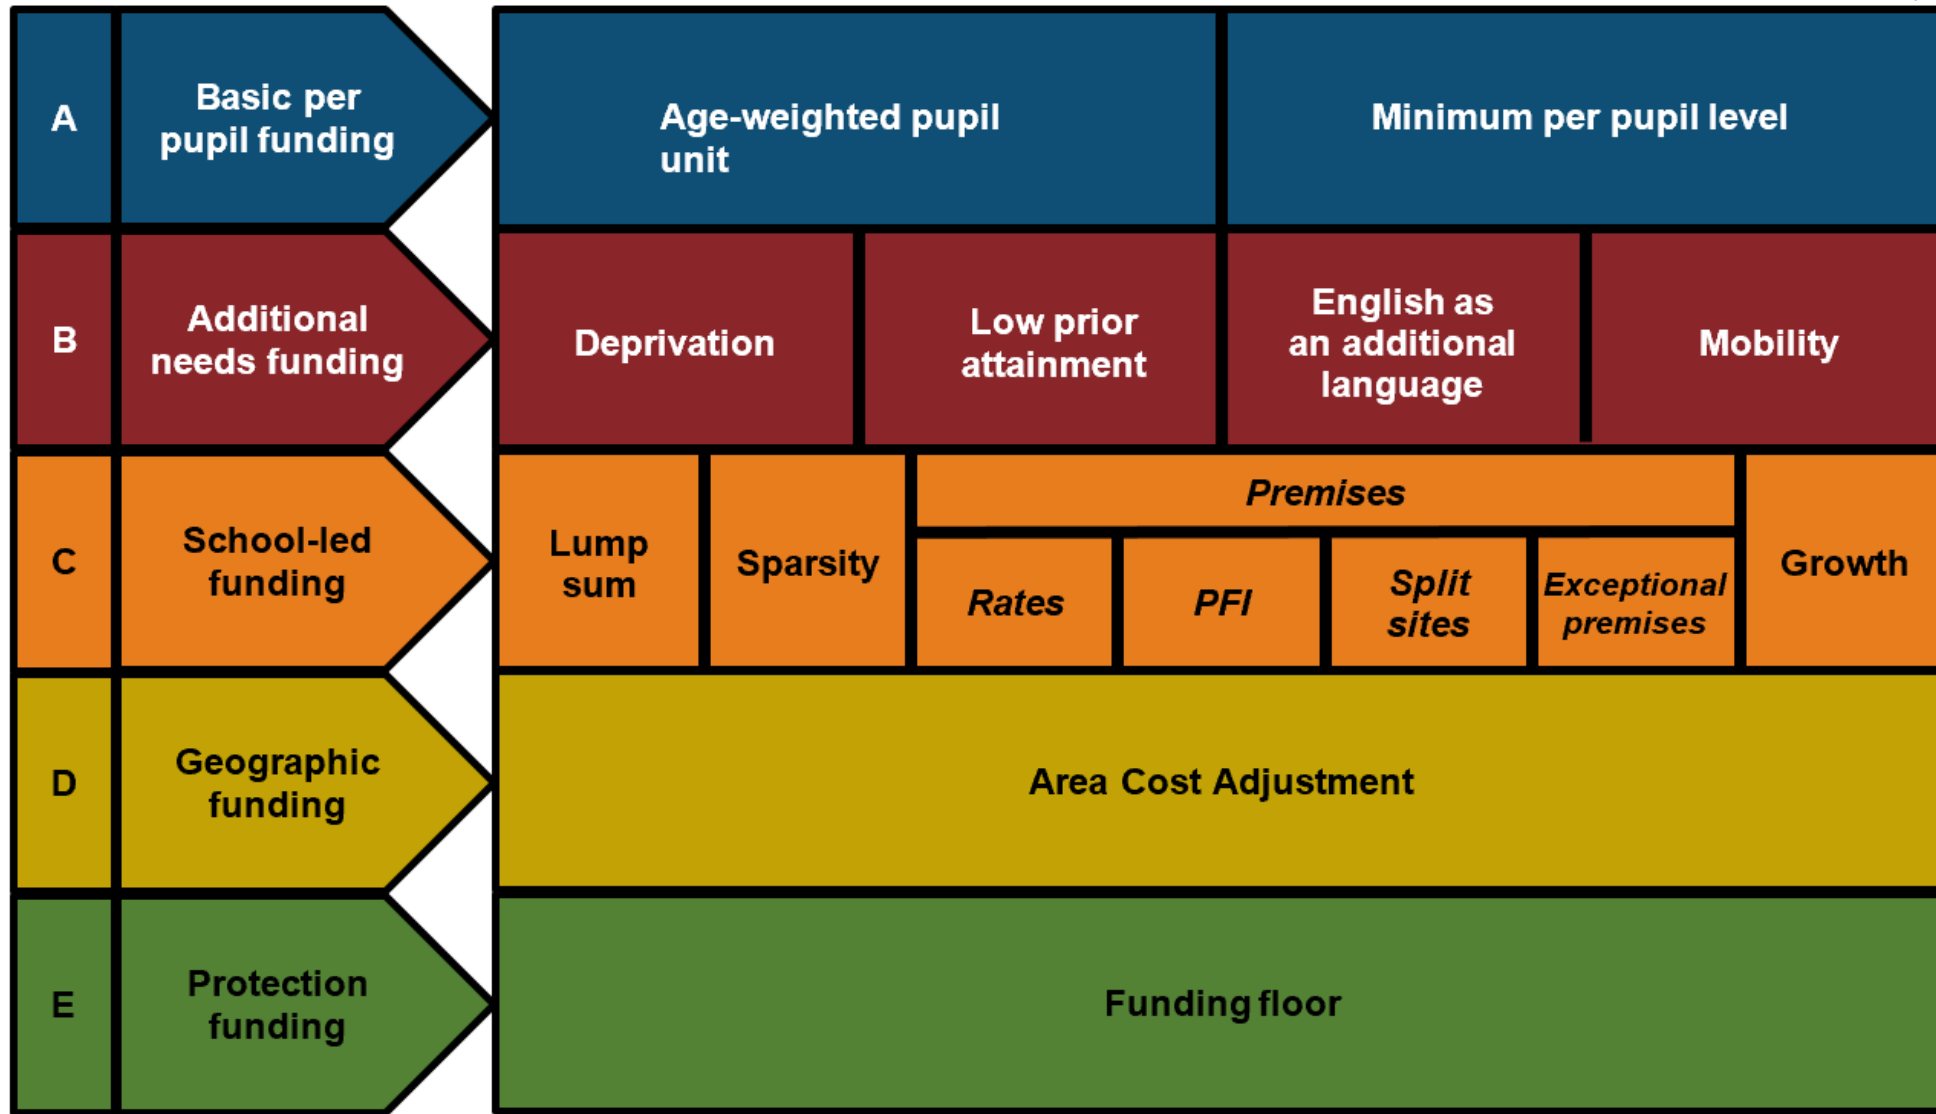 A
Basic per
pupil funding
Age-weighted pupil
unit
Minimum per pupil level
B
Additional
needs funding
Deprivation
Low prior
attainment
English as
an additional
language
Mobility
C
School-led
funding
Lump
sum
Sparsity
Premises
Rates
PFI
Split
sites
Exceptional
premises
Growth
D
Geographic
funding
Area Cost Adjustment
E
Protection
funding
Funding floor